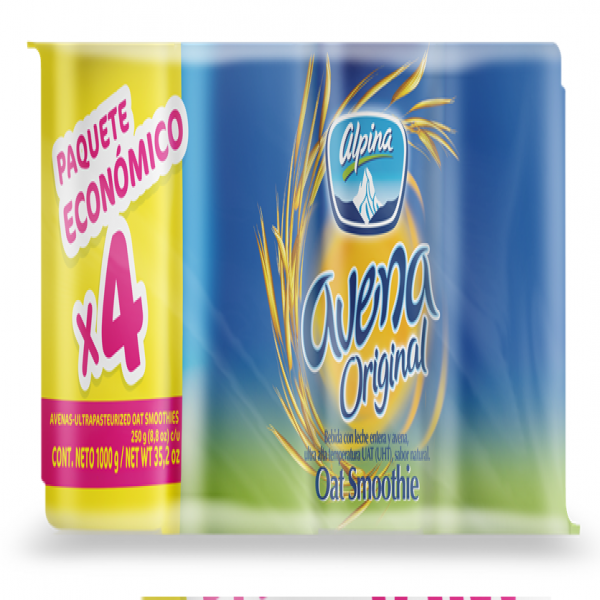 PAQUETE
ECONÓMICO
x4
AVENAS-ULTRAPASTEURIZED OAT SMOOTHIES
250 g (8,8 oz) c/u
CONT. NETO 1000 g / NET WT 35,2 oz
alpina
avena
Original
Bebida con leche entera y avena,
ultra alta temperatura UAT (UHT), sabor natural.
Oat Smoothie